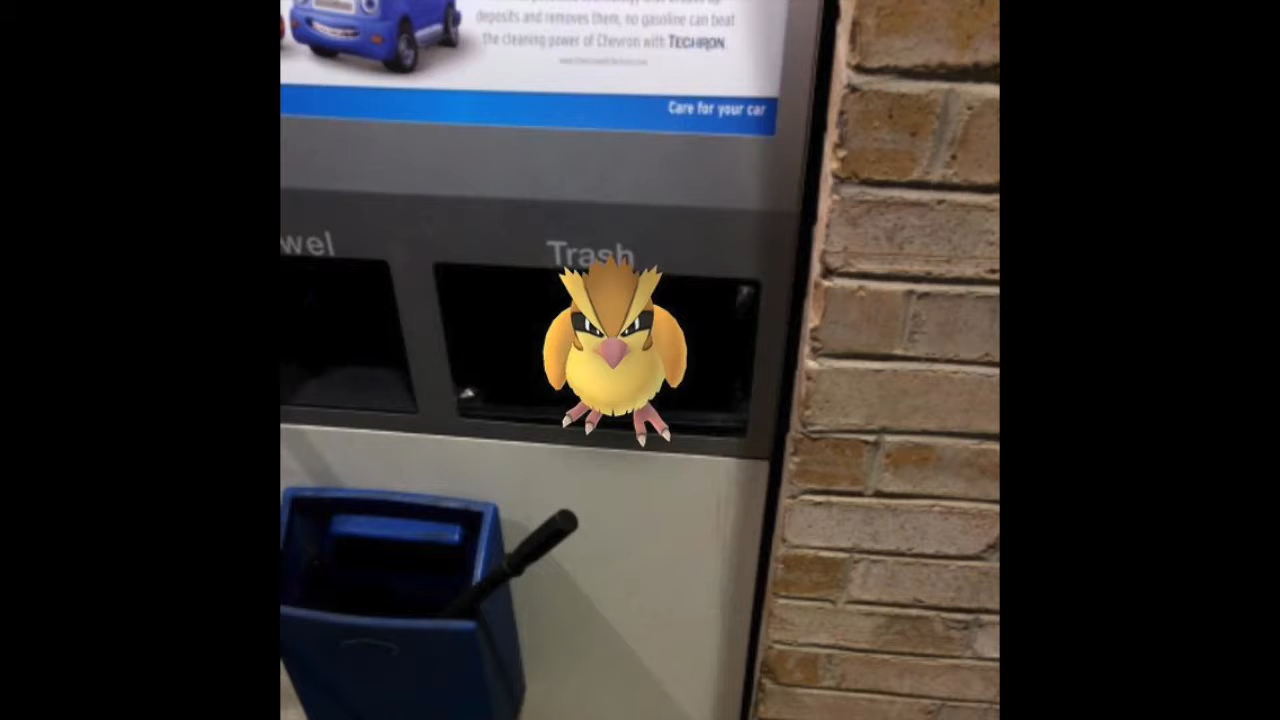 deposits and removes them, no gasoline can beat
the cleaning power of Chevron with TECHRON.
Care for your car
wel
Trash